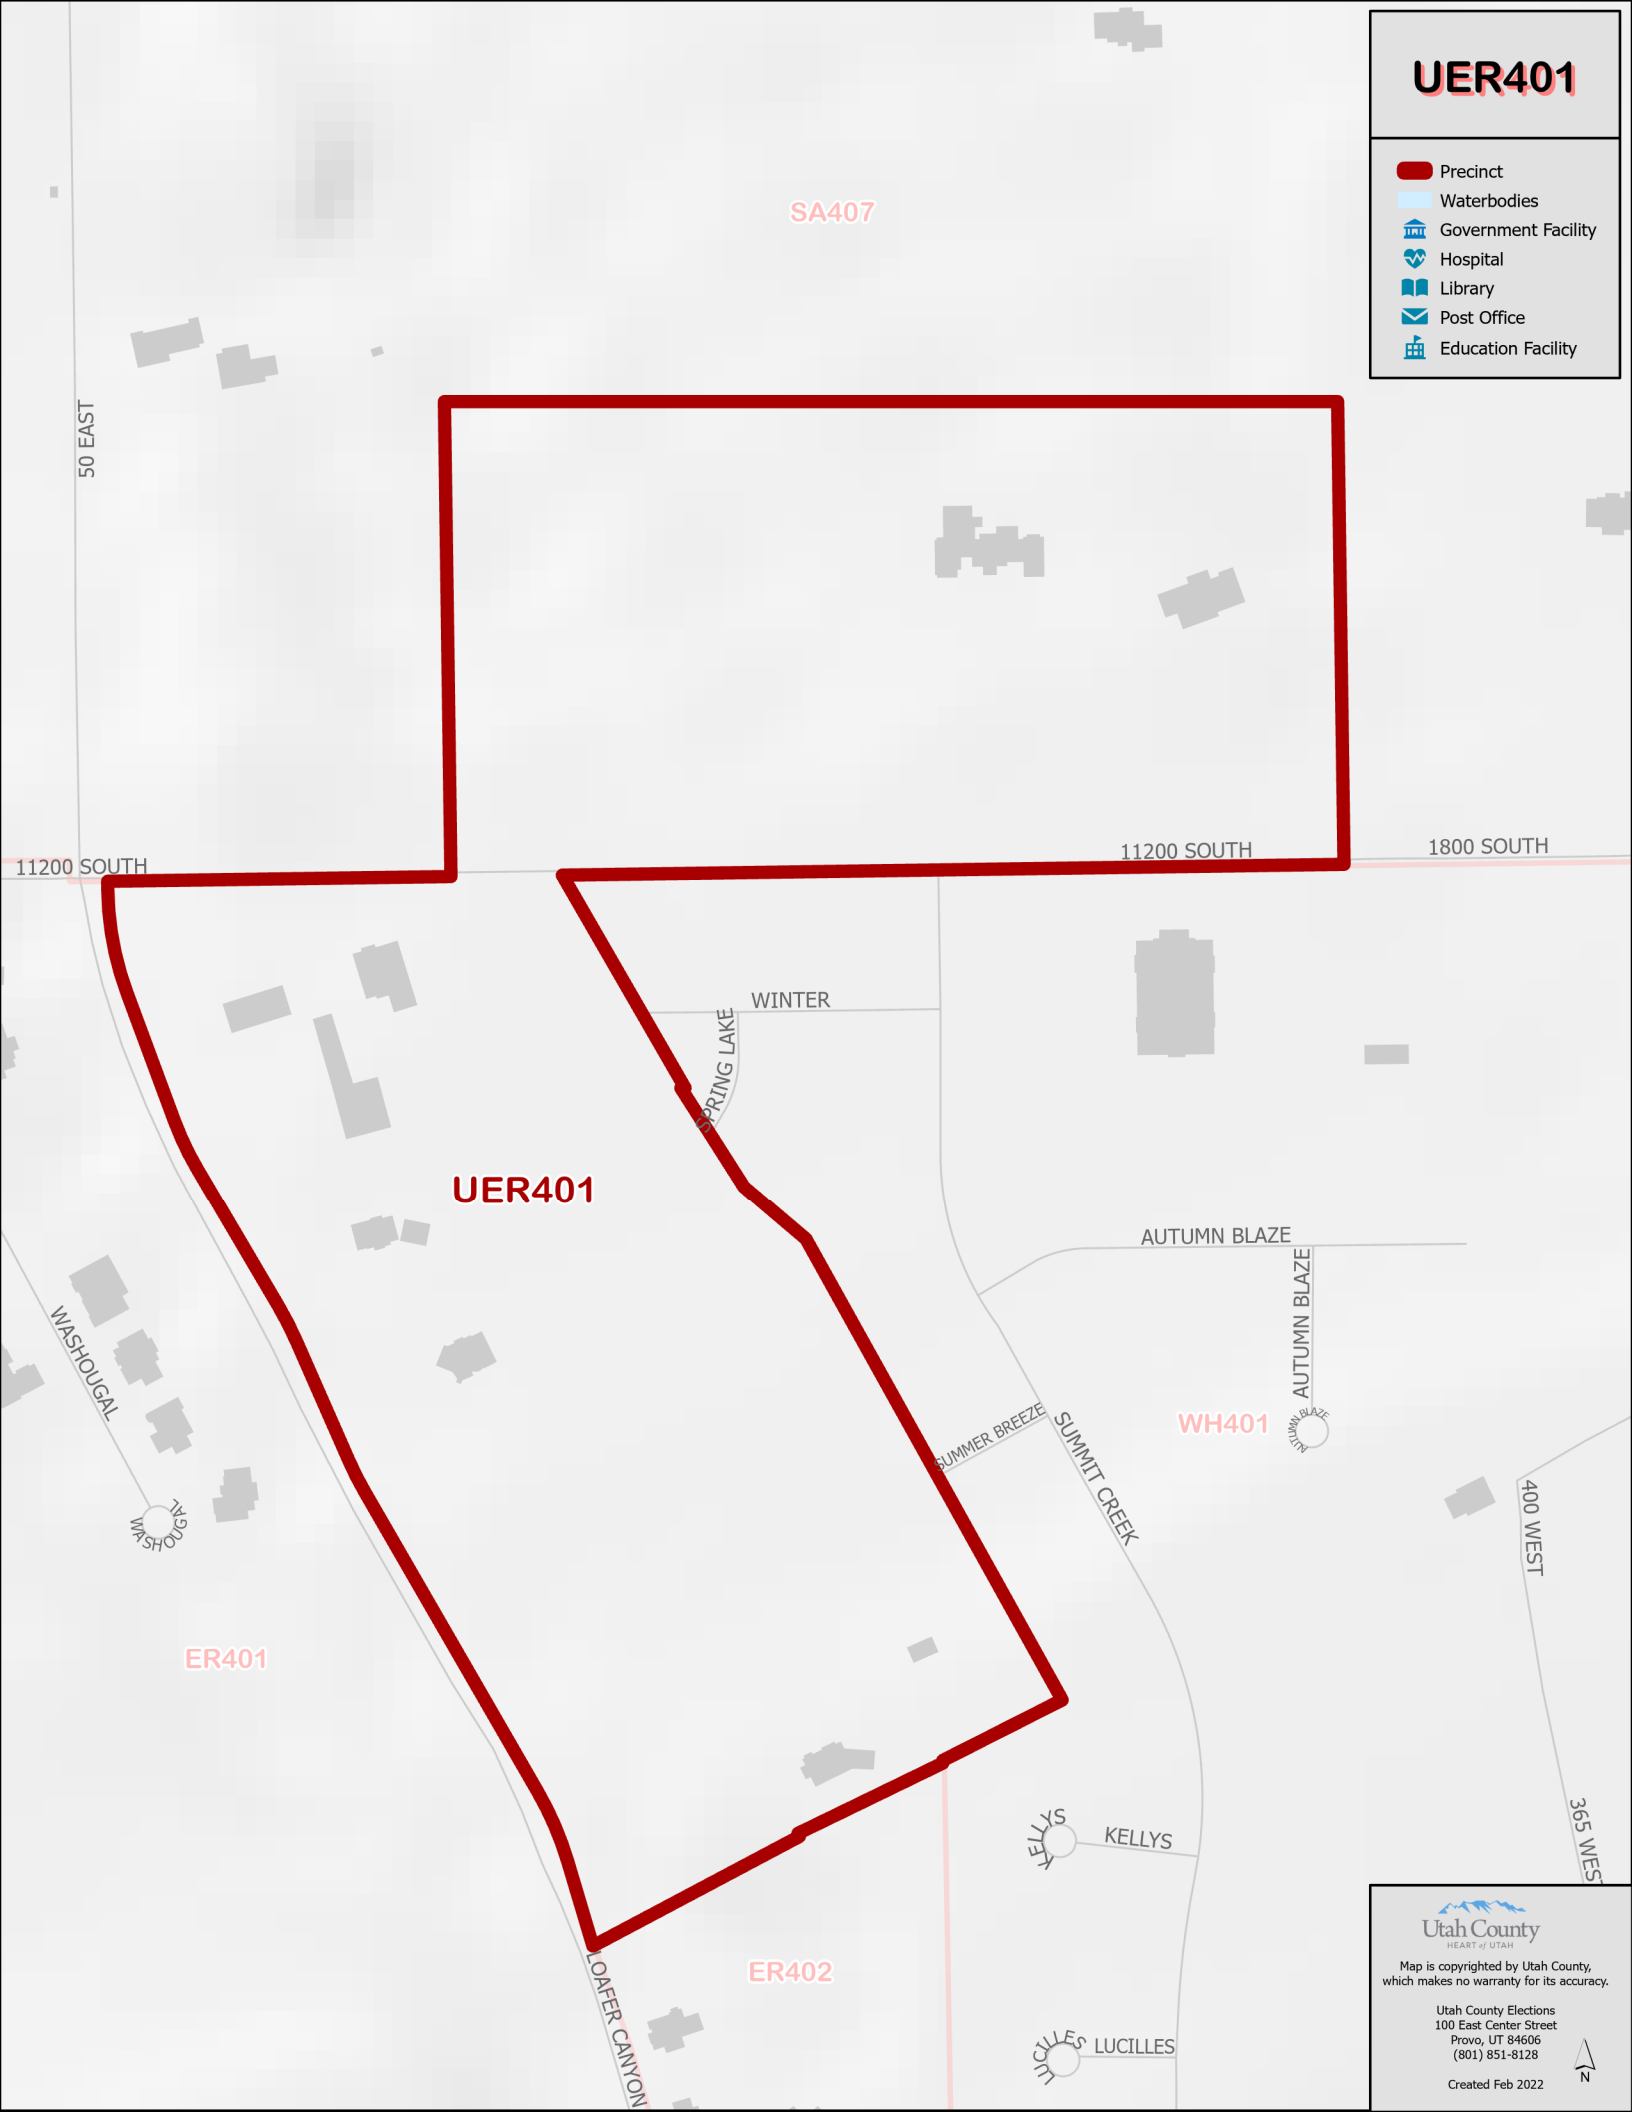 UER401
Precinct
Waterbodies
Government Facility
Hospital
Library
Post Office
Education Facility
SA407
50 EAST
11200 SOUTH
11200 SOUTH
1800 SOUTH
WINTER
SPRING LAKE
UER401
AUTUMN BLAZE
AUTUMN BLAZE
AUTUMN BLAZE
WASHOUGAL
WASHOUGAL
SUMMER BREEZE
SUMMIT CREEK
WH401
400 WEST
ER401
365 WEST
KELLYS
KELLYS
ER402
LOAFER CANYON
LUCILLES
LUCILLES
Utah County
HEART of UTAH
Map is copyrighted by Utah County,
which makes no warranty for its accuracy.
Utah County Elections
100 East Center Street
Provo, UT 84606
(801) 851-8128
Created Feb 2022
N